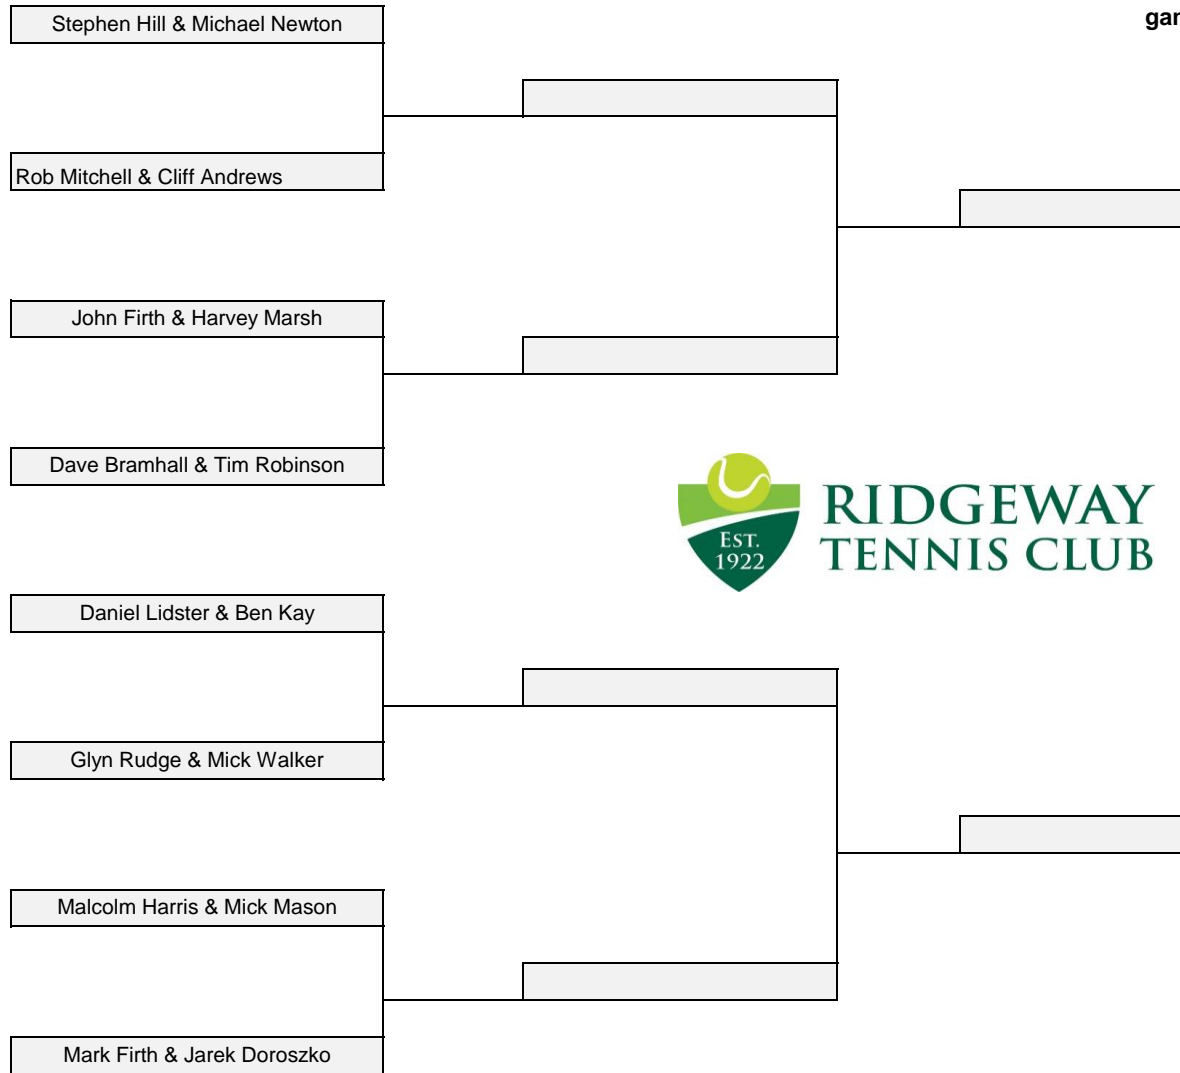 Stephen Hill & Michael Newton
Rob Mitchell & Cliff Andrews
John Firth & Harvey Marsh
Dave Bramhall & Tim Robinson
EST.
1922
RIDGEWAY
TENNIS CLUB
Daniel Lidster & Ben Kay
Glyn Rudge & Mick Walker
Malcolm Harris & Mick Mason
Mark Firth & Jarek Doroszko